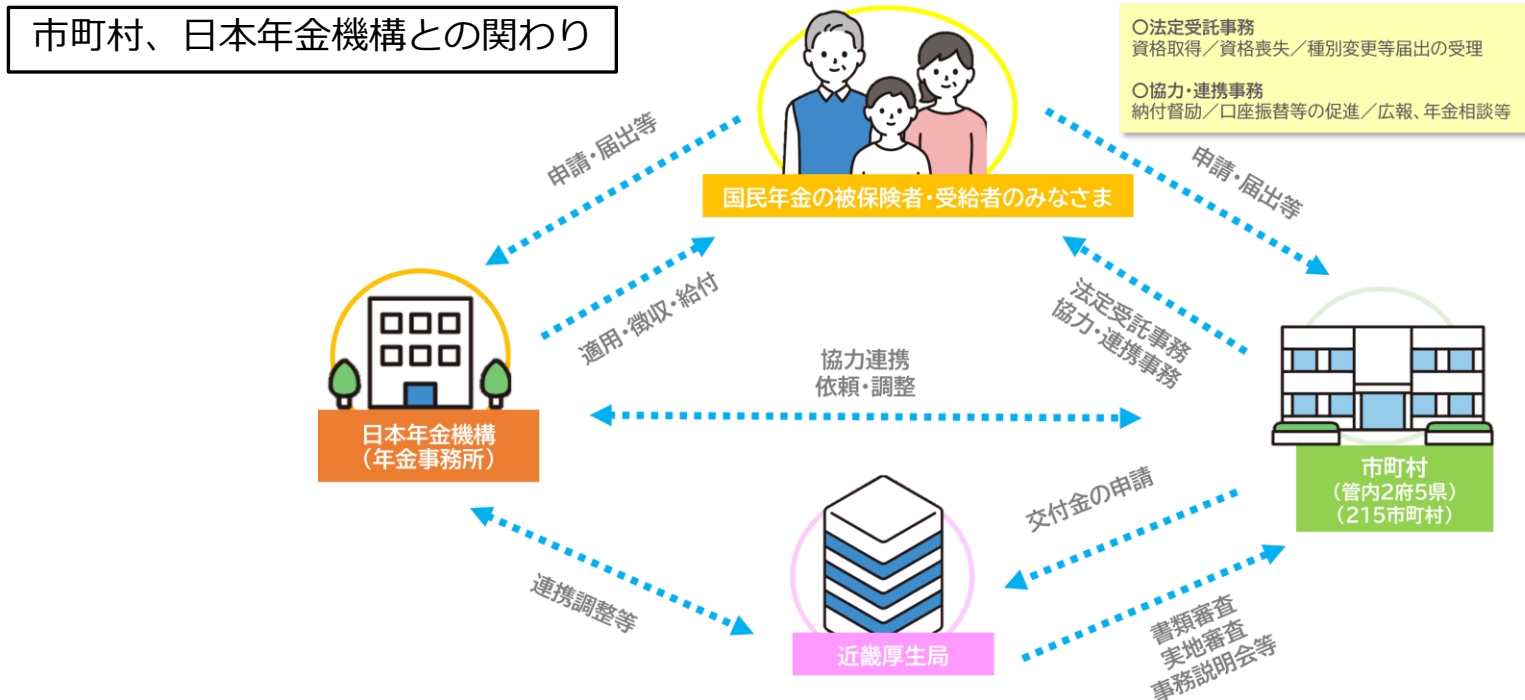 市町村、日本年金機構との関わり
〇法定受託事務
資格取得／資格喪失／種別変更等届出の受理
〇協力・連携事務
納付督励／口座振替等の促進／広報、年金相談等
申請・届出等
国民年金の被保険者・受給者のみなさま
申請・届出等
適用・徴収・給付
法定受託事務
協力・連携事務
協力連携
依頼・調整
日本年金機構
（年金事務所）
市町村
（管内2府5県）
（215市町村）
交付金の申請
連携調整等
近畿厚生局
書類審査
実地審査
事務説明会等